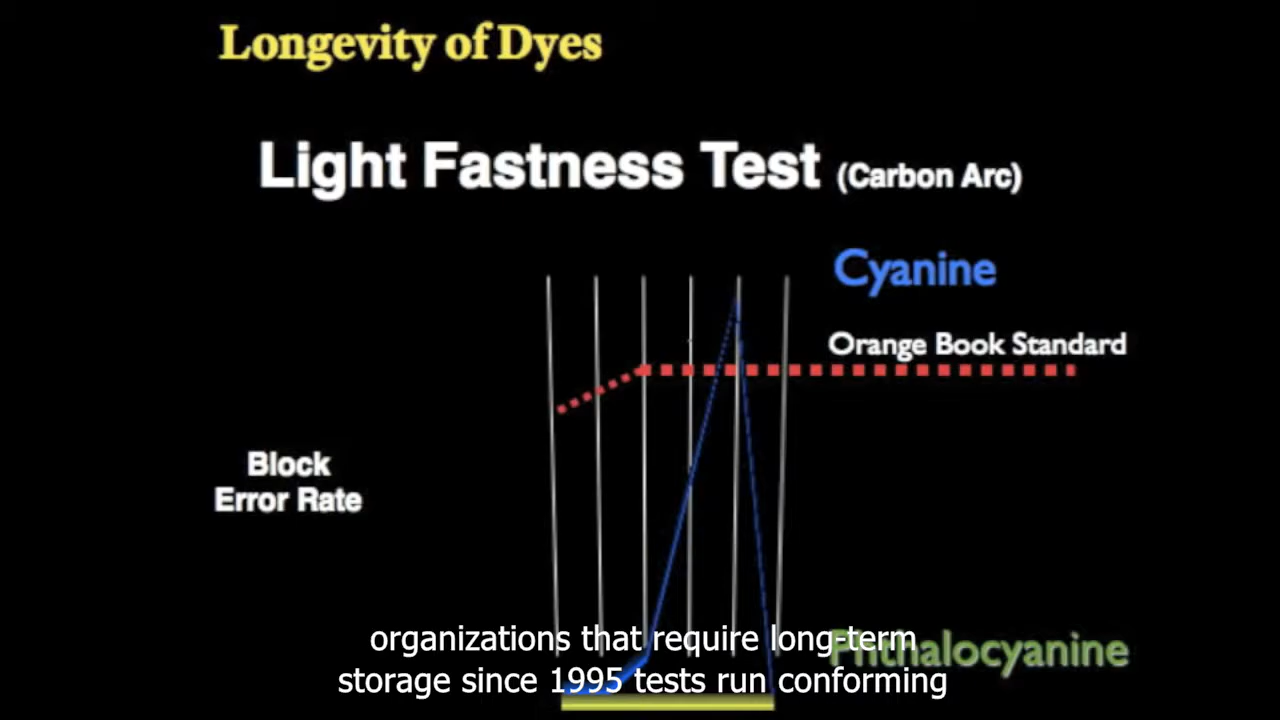 Longevity of Dyes
Light Fastness Test (Carbon Arc)
Cyanine
Orange Book Standard
Block
Error Rate
Phthalocyanine
organizations that require long-term
storage since 1995 tests run conforming